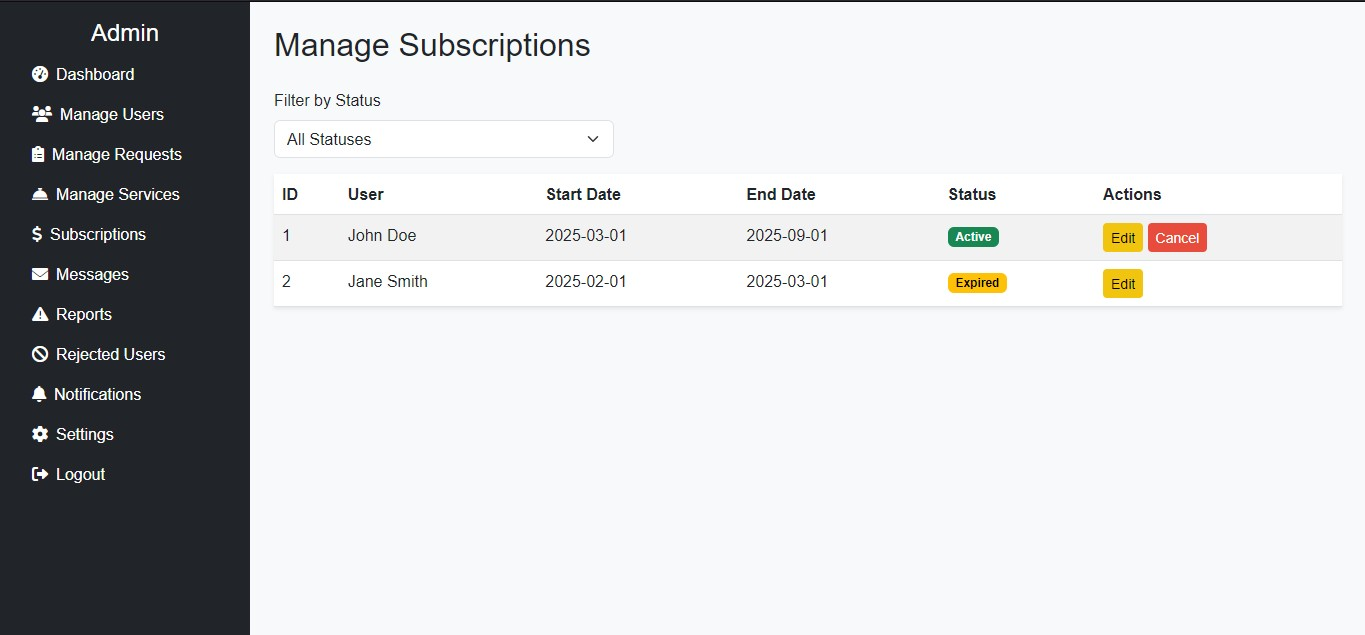 Admin
Dashboard
Manage Users
Manage Requests
Manage Services
Subscriptions
Messages
Reports
Rejected Users
Notifications
Settings
Logout
Manage Subscriptions
Filter by Status
All Statuses
ID User Start Date End Date Status Actions
1 John Doe 2025-03-01 2025-09-01 Active Edit Cancel
2 Jane Smith 2025-02-01 2025-03-01 Expired Edit